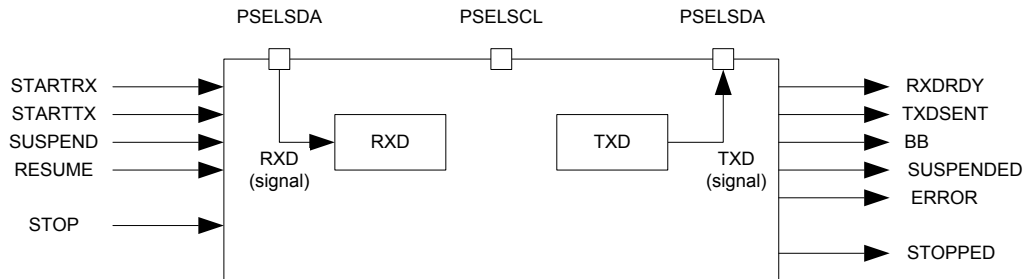 PSELSDA
PSELSCL
PSELSDA
STARTRX
STARTTX
SUSPEND
RESUME
STOP
RXD
(signal)
RXD
TXD
TXD
(signal)
RXDRDY
TXDSENT
BB
SUSPENDED
ERROR
STOPPED